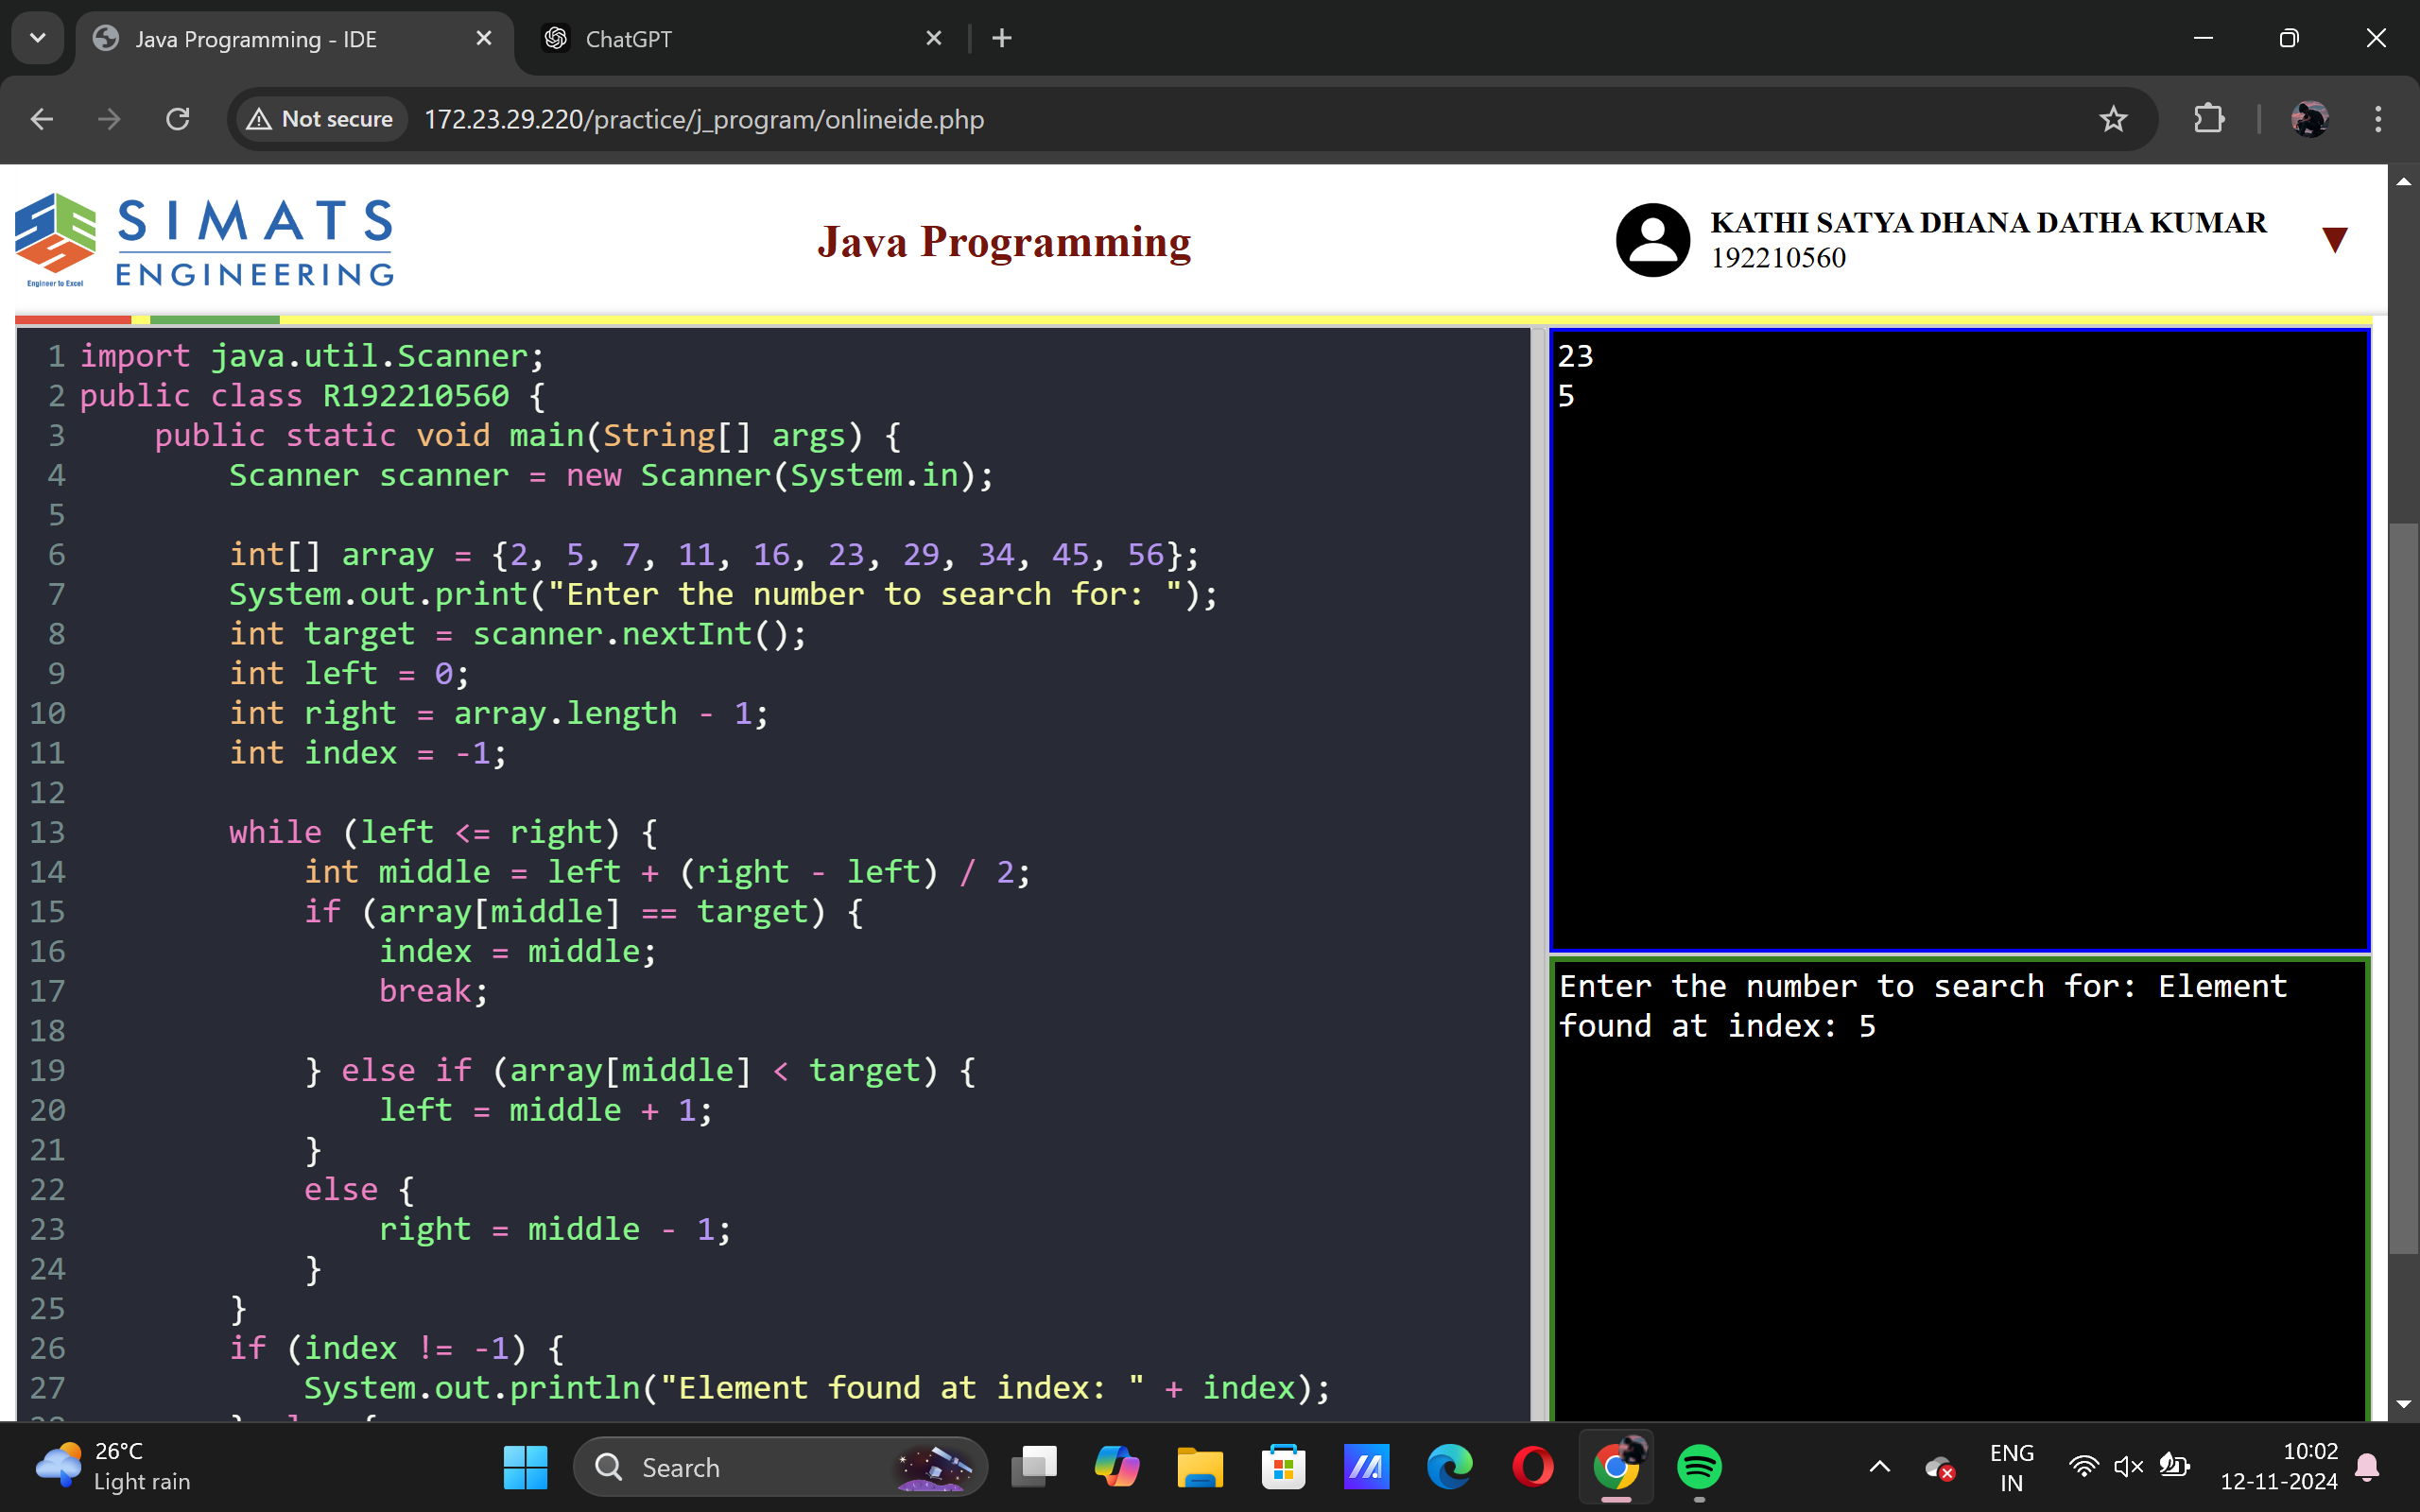 Java Programming - IDE
ChatGPT
Not secure
172.23.29.220/practice/j_program/onlineide.php
SIMATS
ENGINEERING
Engineer to Excel
Java Programming
KATHI SATYA DHANA DATHA KUMAR
192210560
1 import java.util.Scanner;
2 public class R192210560 {
3     public static void main(String[] args) {
4         Scanner scanner = new Scanner(System.in);
5
6         int[] array = {2, 5, 7, 11, 16, 23, 29, 34, 45, 56};
7         System.out.print("Enter the number to search for: ");
8         int target = scanner.nextInt();
9         int left = 0;
10         int right = array.length - 1;
11         int index = -1;
12
13         while (left <= right) {
14             int middle = left + (right - left) / 2;
15             if (array[middle] == target) {
16                 index = middle;
17                 break;
18
19             } else if (array[middle] < target) {
20                 left = middle + 1;
21             }
22             else {
23                 right = middle - 1;
24             }
25         }
26         if (index != -1) {
27             System.out.println("Element found at index: " + index);
23
5
Enter the number to search for: Element
found at index: 5
26°C
Light rain
Search
ENG
IN
10:02
12-11-2024